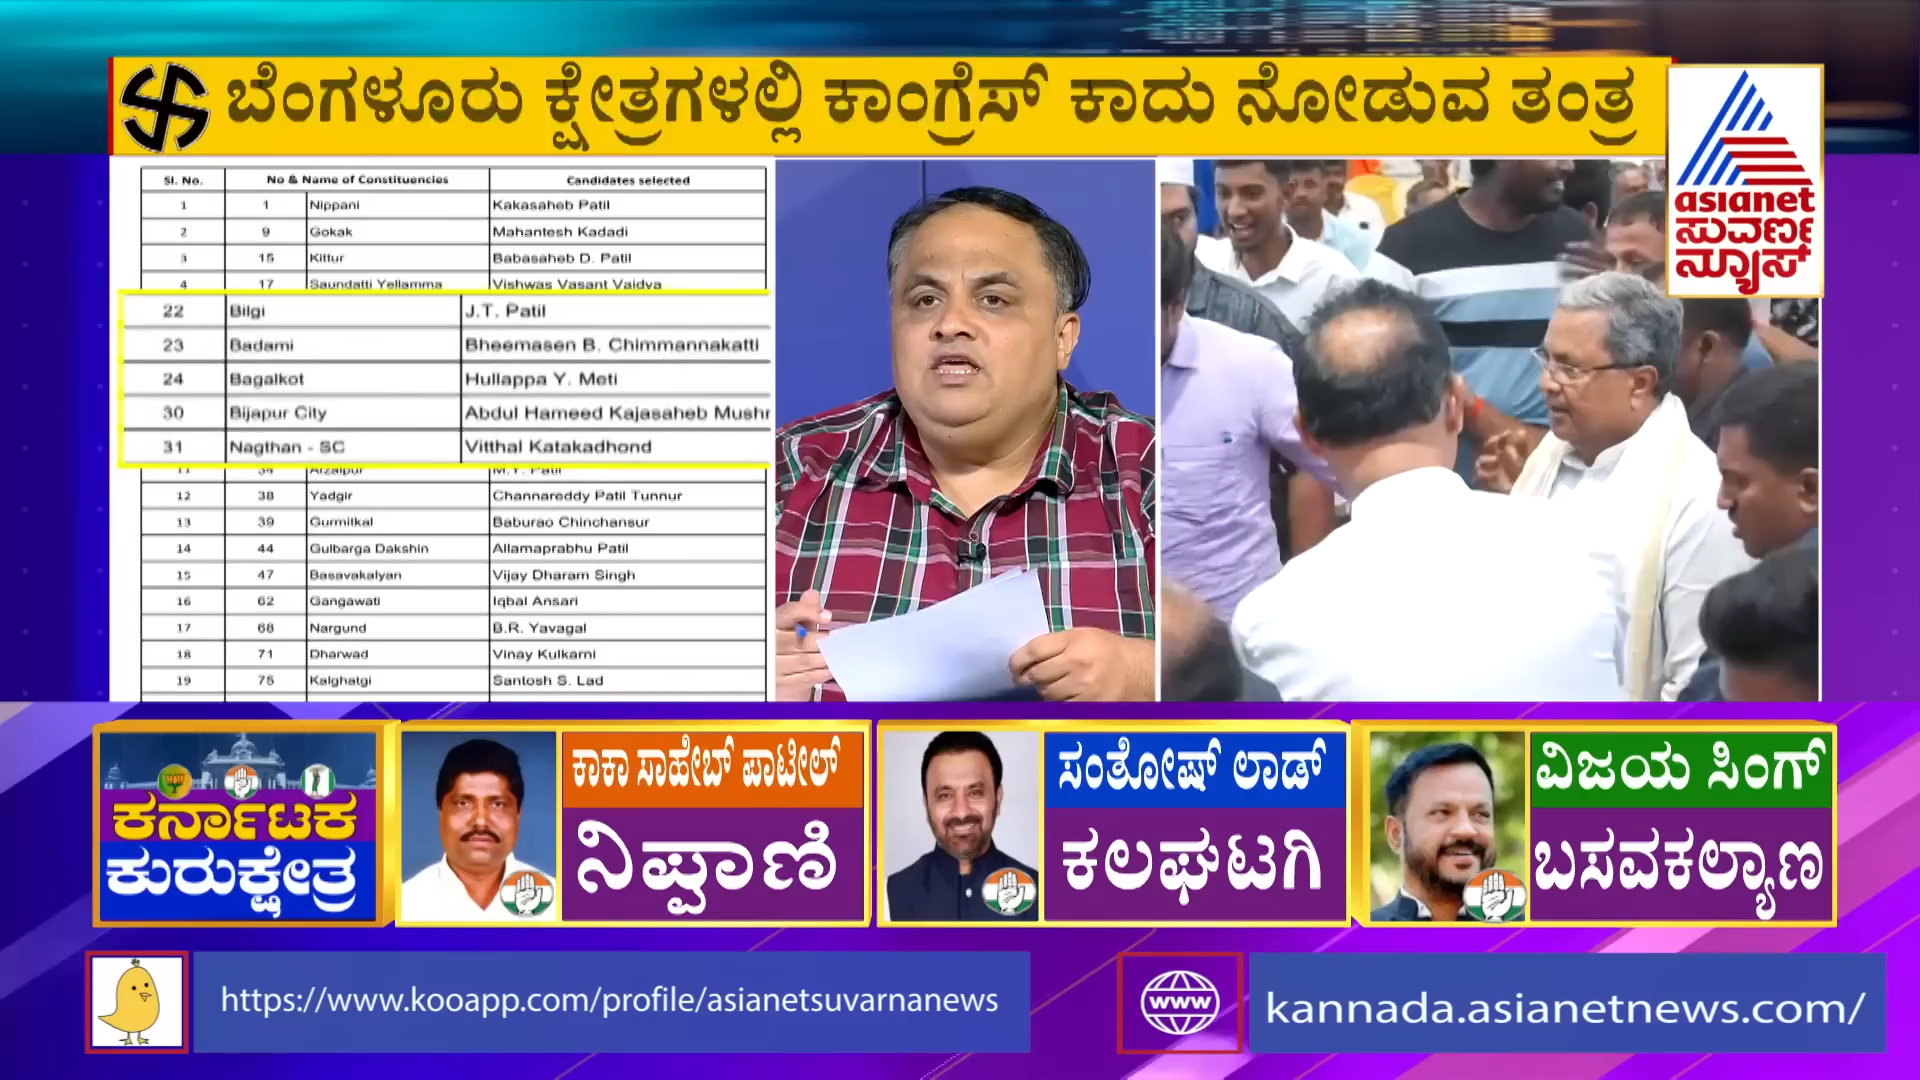 ಬೆಂಗಳೂರು ಕ್ಷೇತ್ರಗಳಲ್ಲಿ ಕಾಂಗ್ರೆಸ್ ಕಾದು ನೋಡುವ ತಂತ್ರ
asianet
ಸುವರ್ಣ
ನ್ಯೂಸ್
Sl. No. No & Name of Constituencies Candidates selected
1 1 Nippani Kakasaheb Patil
2 9 Gokak Mahantesh Kadadi
3 15 Kittur Babasaheb D. Patil
4 17 Saundatti Yellamma Vishwas Vasant Vaidya
22 Bilgi J.T. Patil
23 Badami Bheemasen B. Chimmannakatti
24 Bagalkot Hullappa Y. Meti
30 Bijapur City Abdul Hameed Kajasaheb Mushr
31 Nagthan - SC Vitthal Katakadhond
11 34 Afzalpur M.Y. Patil
12 38 Yadgir Channareddy Patil Tunnur
13 39 Gurmitkal Baburao Chinchansur
14 44 Gulbarga Dakshin Allamaprabhu Patil
15 47 Basavakalyan Vijay Dharam Singh
16 62 Gangawati Iqbal Ansari
17 68 Nargund B.R. Yavagal
18 71 Dharwad Vinay Kulkarni
19 75 Kalghatgi Santosh S. Lad
ಕರ್ನಾಟಕ
ಕುರುಕ್ಷೇತ್ರ
ಕಾಕಾ ಸಾಹೇಬ್ ಪಾಟೀಲ್
ನಿಪ್ಪಾಣಿ
ಸಂತೋಷ್ ಲಾಡ್
ಕಲಘಟಗಿ
ವಿಜಯ ಸಿಂಗ್
ಬಸವಕಲ್ಯಾಣ
https://www.kooapp.com/profile/asianetsuvarnanews
www
kannada.asianetnews.com/